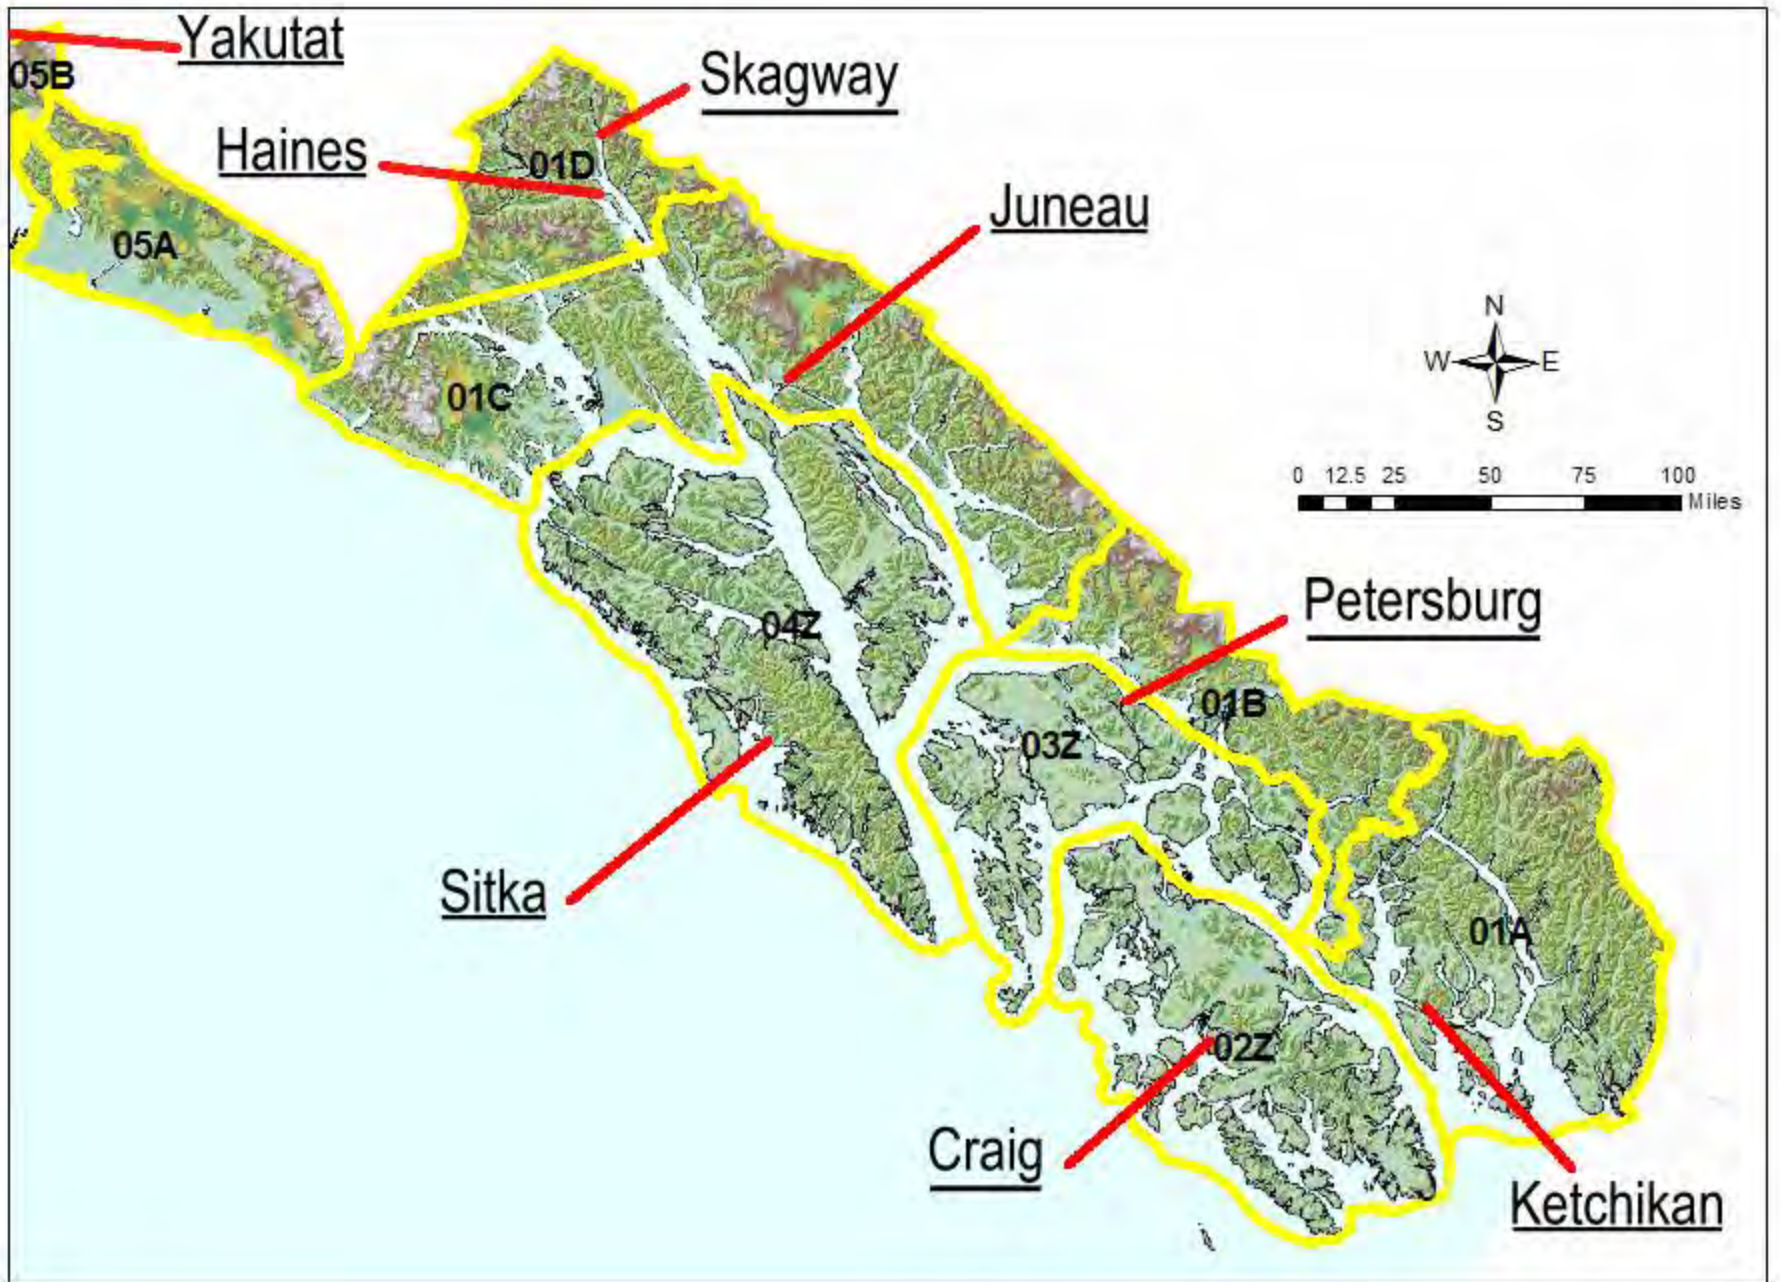 Yakutat
05B
Skagway
Haines
01D
Juneau
05A
N
W E
S
01C
0 12.5 25 50 75 100
Miles
Petersburg
04Z
01B
03Z
Sitka
01A
02Z
Craig
Ketchikan